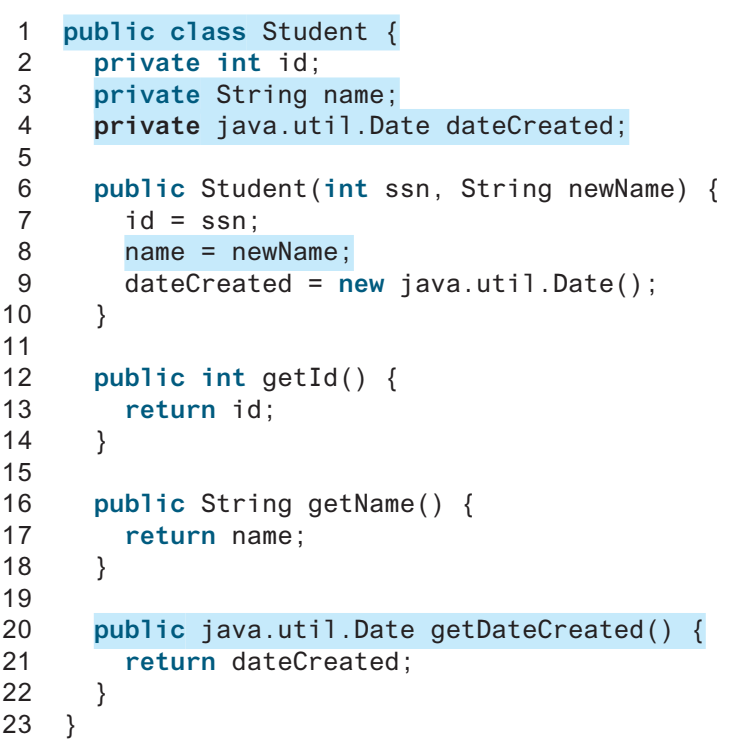 1 public class Student {
2   private int id;
3   private String name;
4   private java.util.Date dateCreated;
5
6   public Student(int ssn, String newName) {
7     id = ssn;
8     name = newName;
9     dateCreated = new java.util.Date();
10   }
11
12   public int getId() {
13     return id;
14   }
15
16   public String getName() {
17     return name;
18   }
19
20   public java.util.Date getDateCreated() {
21     return dateCreated;
22   }
23 }